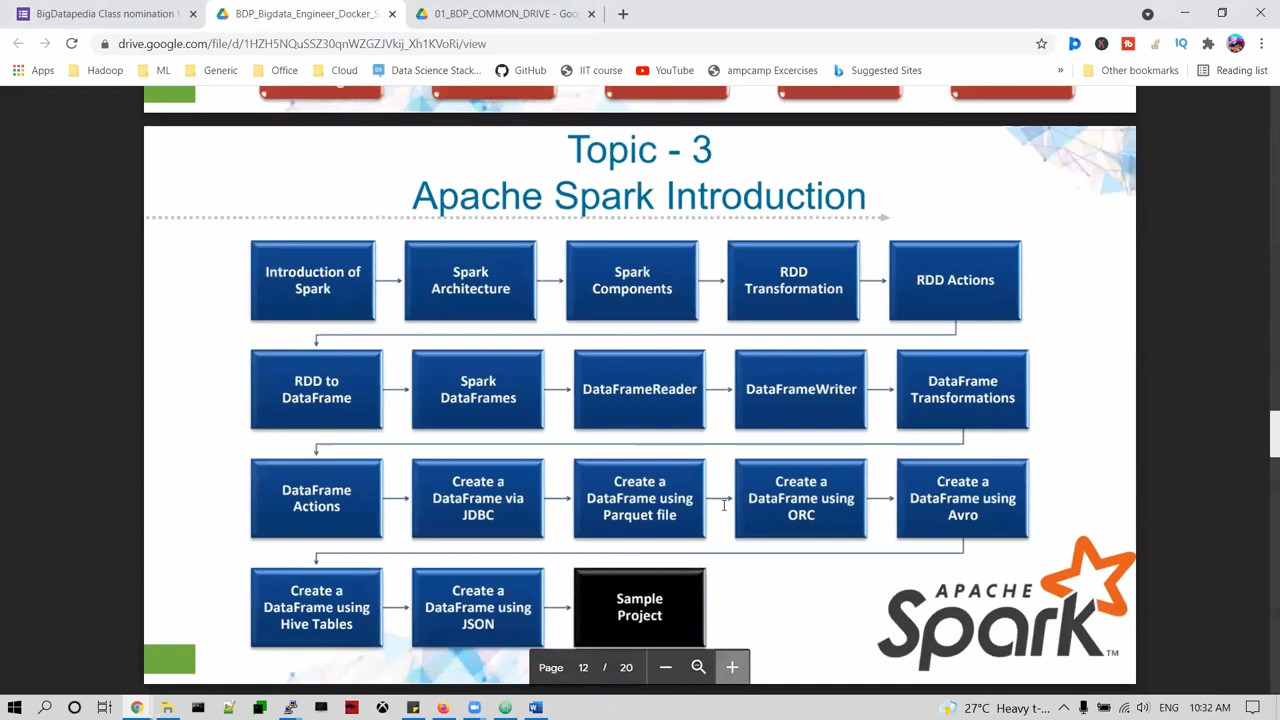 BigDatapedia Class nomination f
BDP_Bigdata_Engineer_Docker_S
01_BDP_COMMON_DRIVE - Goo
drive.google.com/file/d/1HZH5NQuSSZ30qnWZGZJVkij_Xh1KVoRi/view
Apps
Hadoop
ML
Generic
Office
Cloud
Data Science Stack...
GitHub
IIT course
YouTube
ampcamp Excercises
Suggested Sites
»
Other bookmarks
Reading list
Topic - 3
Apache Spark Introduction
Introduction of
Spark
Spark
Architecture
Spark
Components
RDD
Transformation
RDD Actions
RDD to
DataFrame
Spark
DataFrames
DataFrameReader
DataFrameWriter
DataFrame
Transformations
DataFrame
Actions
Create a
DataFrame via
JDBC
Create a
DataFrame using
Parquet file
Create a
DataFrame using
ORC
Create a
DataFrame using
Avro
Create a
DataFrame using
Hive Tables
Create a
DataFrame using
JSON
Sample
Project
APACHE
Spark™
Page 12 / 20
27°C Heavy t...
10:32 AM